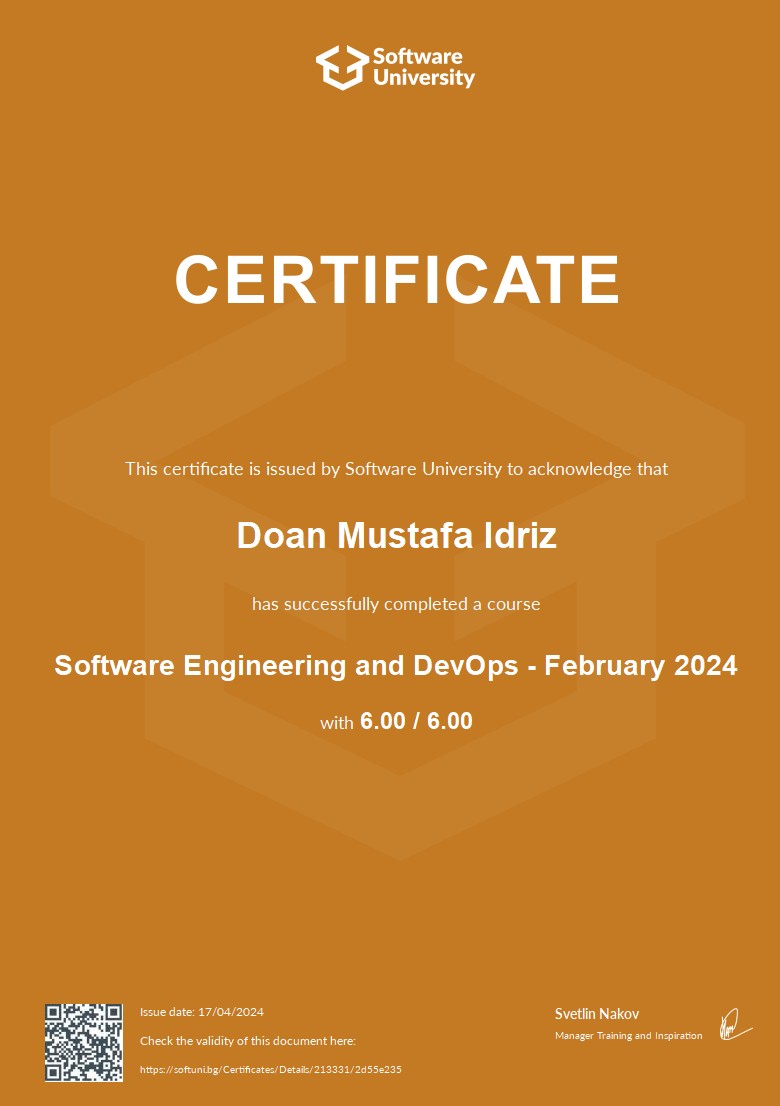 Software
University
CERTIFICATE
This certificate is issued by Software University to acknowledge that
Doan Mustafa Idriz
has successfully completed a course
Software Engineering and DevOps - February 2024
with 6.00 / 6.00
Issue date: 17/04/2024
Check the validity of this document here:
https://softuni.bg/Certificates/Details/213331/2d55e235
Svetlin Nakov
Manager Training and Inspiration